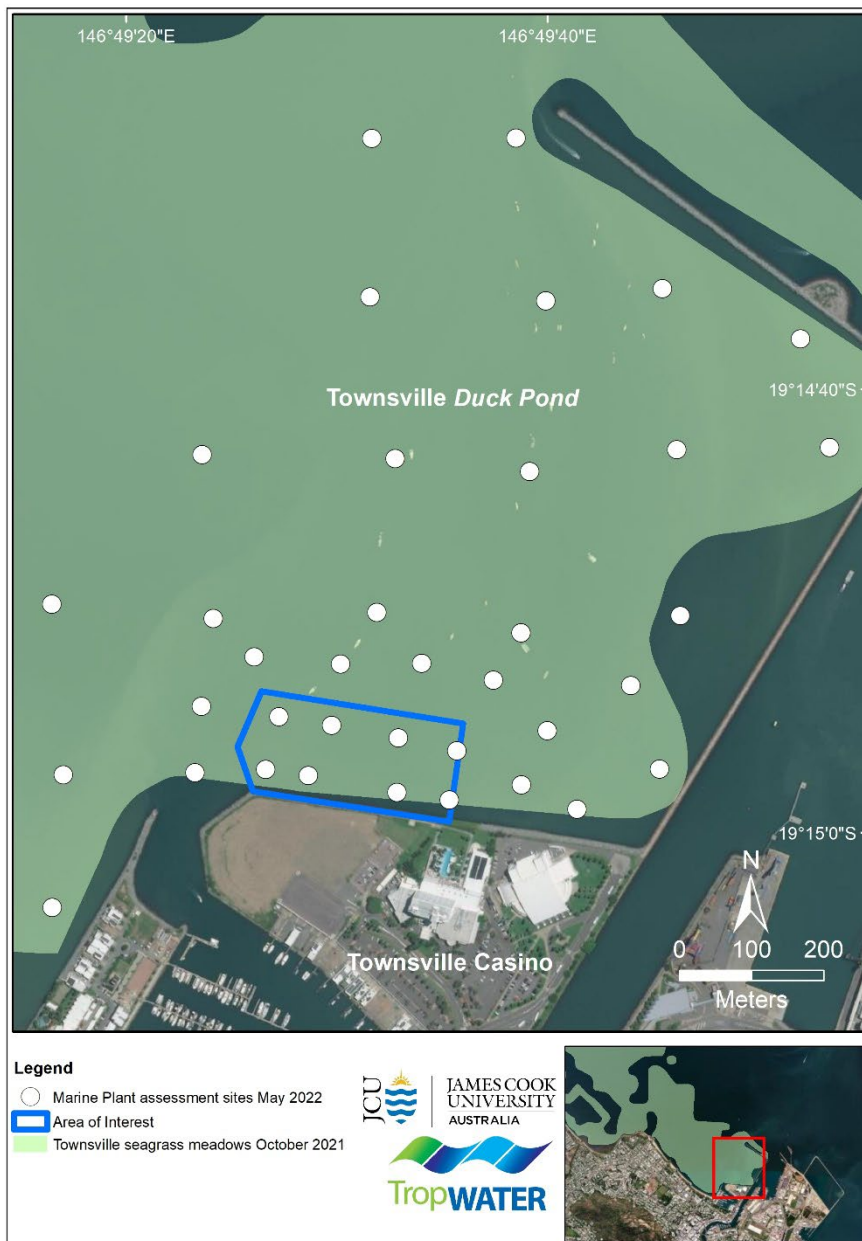 146°49'20"E
146°49'40"E
Townsville Duck Pond
19°14'40"S
19°15'0"S
N
0 100 200
Meters
Townsville Casino
Legend
Marine Plant assessment sites May 2022
Area of Interest
Townsville seagrass meadows October 2021
JCU
JAMES COOK
UNIVERSITY
AUSTRALIA
TropWATER